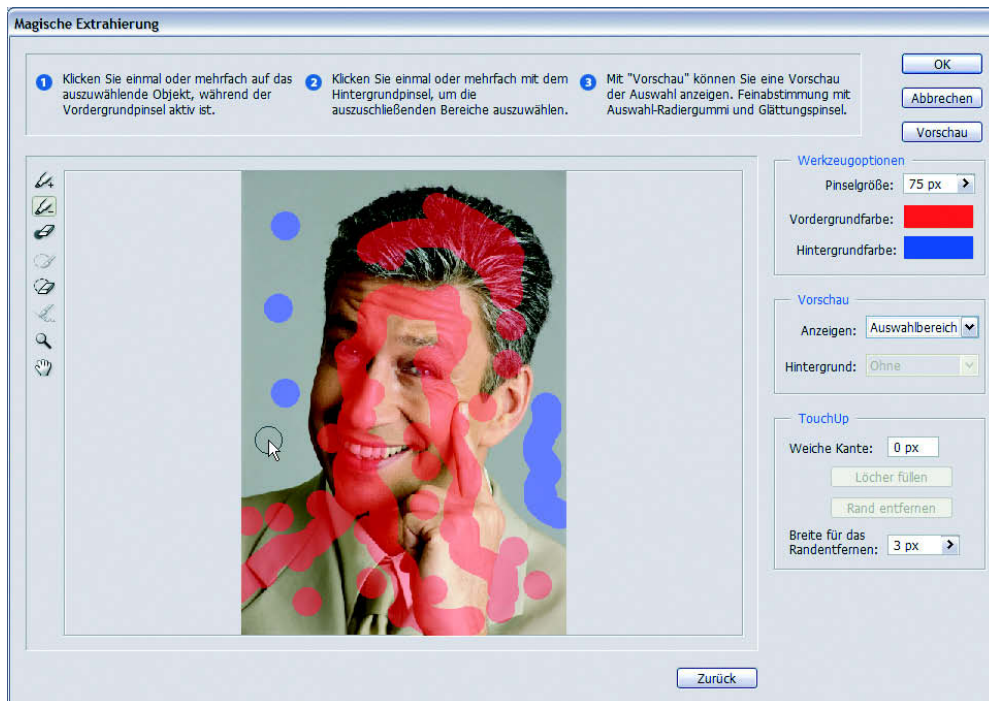 Magische Extrahierung
1 Klicken Sie einmal oder mehrfach auf das
auszuwählende Objekt, während der
Vordergrundpinsel aktiv ist.
2 Klicken Sie einmal oder mehrfach mit dem
Hintergrundpinsel, um die
auszuschließenden Bereiche auszuwählen.
3 Mit "Vorschau" können Sie eine Vorschau
der Auswahl anzeigen. Feinabstimmung mit
Auswahl-Radiergummi und Glättungspinsel.
OK
Abbrechen
Vorschau
Werkzeugoptionen
Pinselgröße: 75 px
Vordergrundfarbe:
Hintergrundfarbe:
Vorschau
Anzeigen: Auswahlbereich
Hintergrund: Ohne
TouchUp
Weiche Kante: 0 px
Löcher füllen
Rand entfernen
Breite für das
Randentfernen: 3 px
Zurück